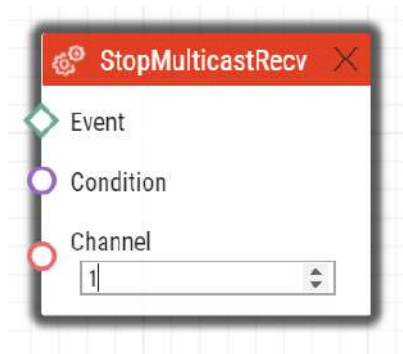 StopMulticastRecv
Event
Condition
Channel
1